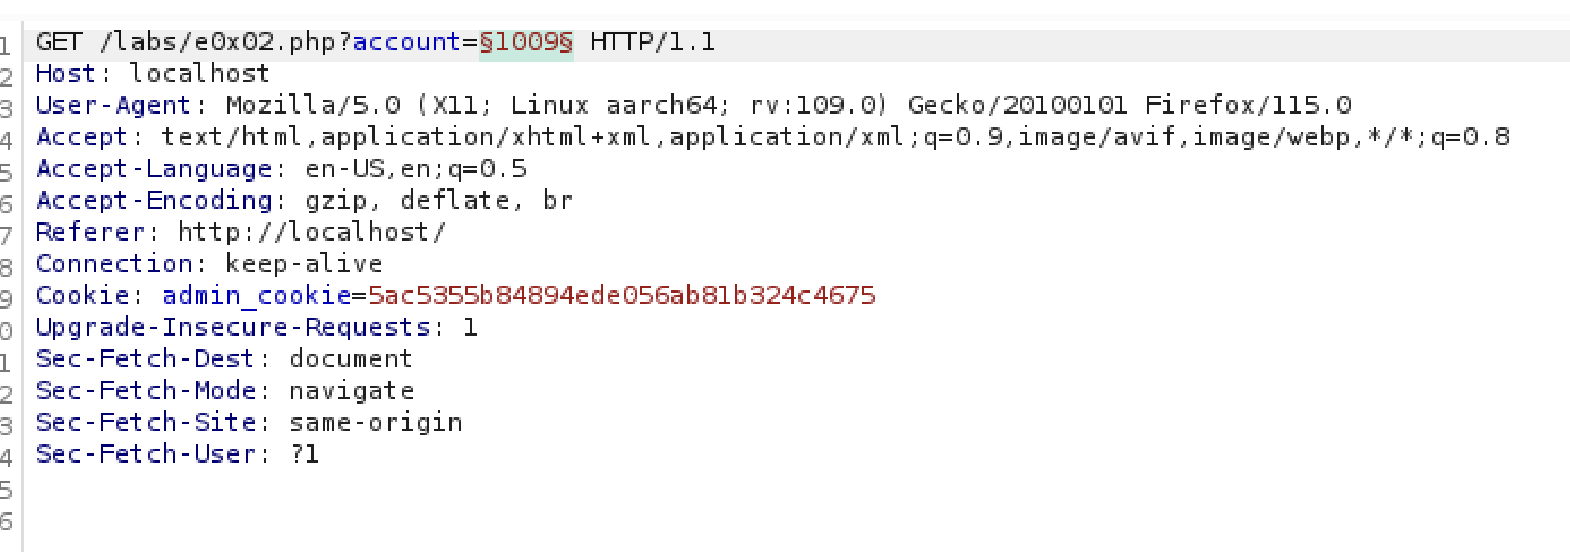 1 GET /labs/e0x02.php?account=§1009§ HTTP/1.1
2 Host: localhost
3 User-Agent: Mozilla/5.0 (X11; Linux aarch64; rv:109.0) Gecko/20100101 Firefox/115.0
4 Accept: text/html,application/xhtml+xml,application/xml;q=0.9,image/avif,image/webp,*/*;q=0.8
5 Accept-Language: en-US,en;q=0.5
6 Accept-Encoding: gzip, deflate, br
7 Referer: http://localhost/
8 Connection: keep-alive
9 Cookie: admin_cookie=5ac5355b84894ede056ab81b324c4675
0 Upgrade-Insecure-Requests: 1
1 Sec-Fetch-Dest: document
2 Sec-Fetch-Mode: navigate
3 Sec-Fetch-Site: same-origin
4 Sec-Fetch-User: ?1
5
6